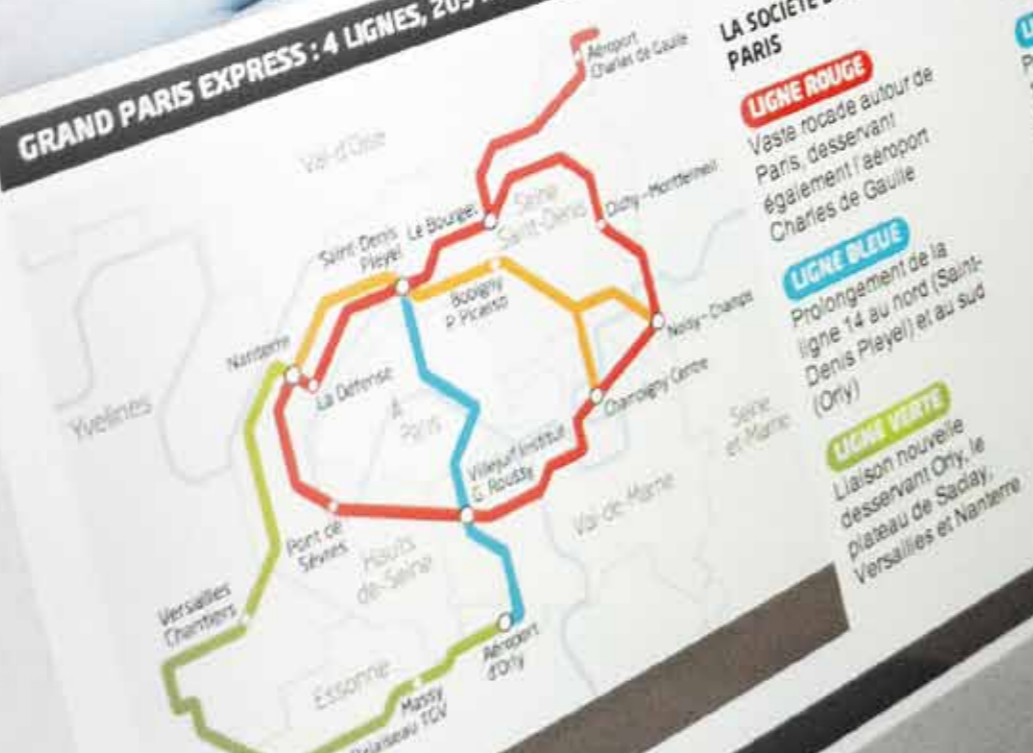 GRAND PARIS EXPRESS : 4 LIGNES, 205
Aéroport
Charles de Gaulle
Val-d'Oise
Le Bourget
Seine
Saint-Denis
Clichy – Montfermeil
Saint-Denis
Pleyel
Bobigny
P. Picasso
Noisy – Champs
Nanterre
La Défense
Champigny Centre
Yvelines
Paris
Seine
et Marne
Villejuif Institut
G. Roussy
Val-de-Marne
Pont de
Sèvres
Hauts
de-Seine
Versailles
Chantiers
Aéroport
d'Orly
Essonne
Massy
Palaiseau TGV
LA SOCIÉTÉ
PARIS
LIGNE ROUGE
Vaste rocade autour de
Paris, desservant
également l'aéroport
Charles de Gaulle
LIGNE BLEUE
Prolongement de la
ligne 14 au nord (Saint-
Denis Pleyel) et au sud
(Orly)
LIGNE VERTE
Liaison nouvelle
desservant Orly, le
plateau de Saclay,
Versailles et Nanterre